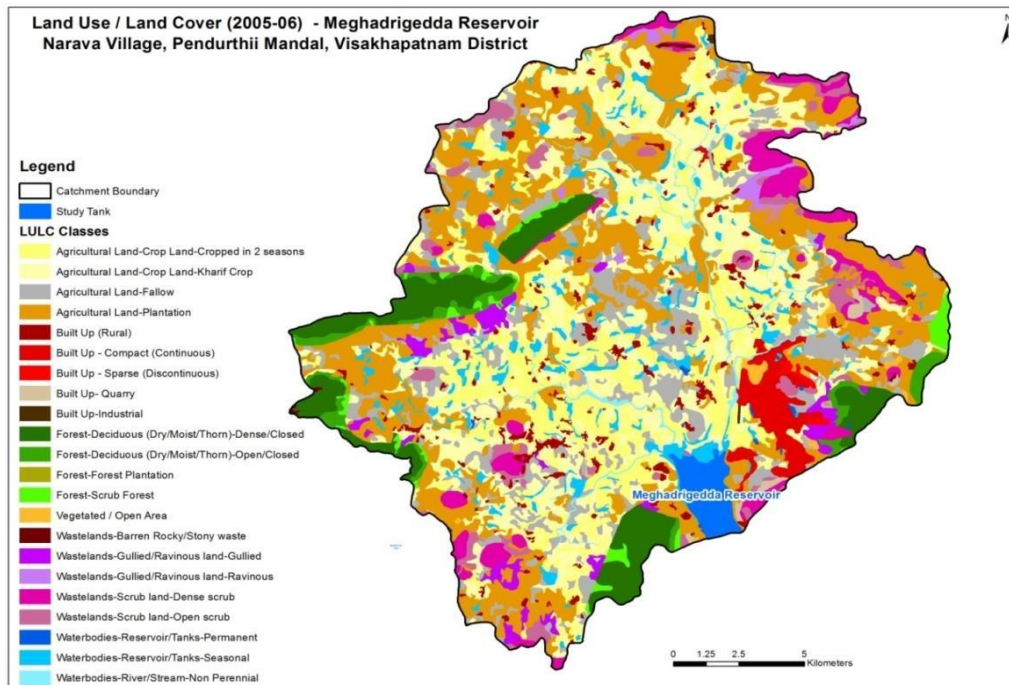 Land Use / Land Cover (2005-06) - Meghadrigedda Reservoir
Narava Village, Pendurthii Mandal, Visakhapatnam District
N
Legend
Catchment Boundary
Study Tank
LULC Classes
Agricultural Land-Crop Land-Cropped in 2 seasons
Agricultural Land-Crop Land-Kharif Crop
Agricultural Land-Fallow
Agricultural Land-Plantation
Built Up (Rural)
Built Up - Compact (Continuous)
Built Up - Sparse (Discontinuous)
Built Up- Quarry
Built Up-Industrial
Forest-Deciduous (Dry/Moist/Thorn)-Dense/Closed
Forest-Deciduous (Dry/Moist/Thorn)-Open/Closed
Forest-Forest Plantation
Forest-Scrub Forest
Vegetated / Open Area
Wastelands-Barren Rocky/Stony waste
Wastelands-Gullied/Ravinous land-Gullied
Wastelands-Gullied/Ravinous land-Ravinous
Wastelands-Scrub land-Dense scrub
Wastelands-Scrub land-Open scrub
Waterbodies-Reservoir/Tanks-Permanent
Waterbodies-Reservoir/Tanks-Seasonal
Waterbodies-River/Stream-Non Perennial
Meghadrigedda Reservoir
0 1.25 2.5 5
Kilometers